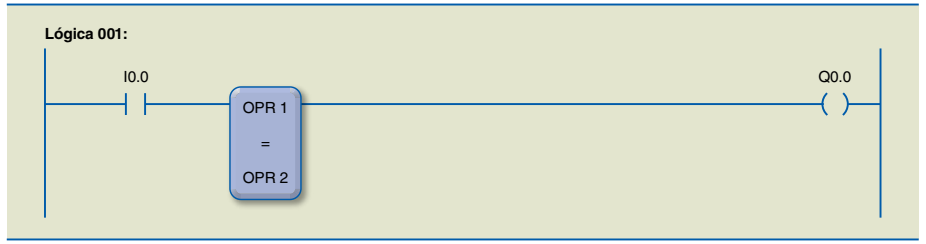 Lógica 001:
I0.0
Q0.0
OPR 1
=
OPR 2